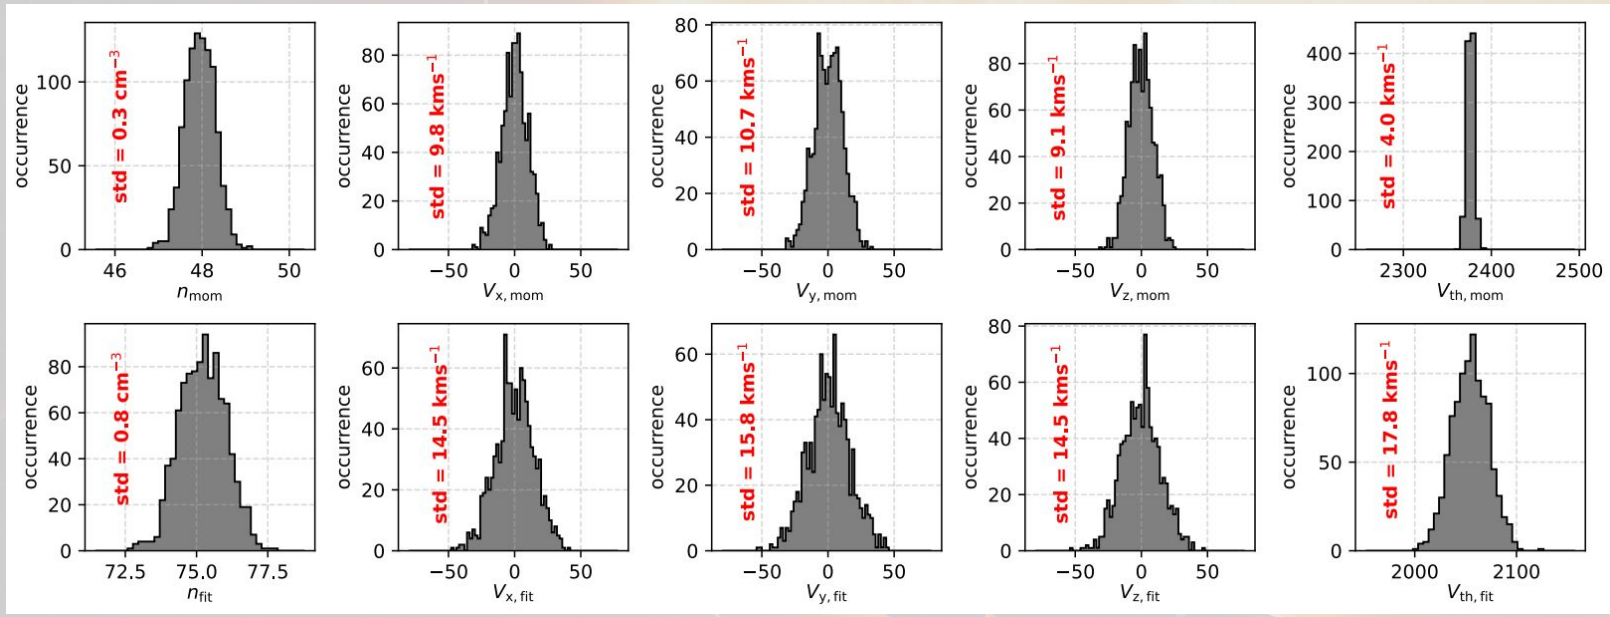 occurrence
100
50
0
46 48 50
n_mom
std = 0.3 cm⁻³
occurrence
80
60
40
20
0
−50 0 50
V_x, mom
std = 9.8 kms⁻¹
occurrence
80
60
40
20
0
−50 0 50
V_y, mom
std = 10.7 kms⁻¹
occurrence
80
60
40
20
0
−50 0 50
V_z, mom
std = 9.1 kms⁻¹
occurrence
400
300
200
100
0
2300 2400 2500
V_th, mom
std = 4.0 kms⁻¹
occurrence
80
60
40
20
0
72.5 75.0 77.5
n_fit
std = 0.8 cm⁻³
occurrence
60
40
20
0
−50 0 50
V_x, fit
std = 14.5 kms⁻¹
occurrence
60
40
20
0
−50 0 50
V_y, fit
std = 15.8 kms⁻¹
occurrence
80
60
40
20
0
−50 0 50
V_z, fit
std = 14.5 kms⁻¹
occurrence
100
50
0
2000 2100
V_th, fit
std = 17.8 kms⁻¹